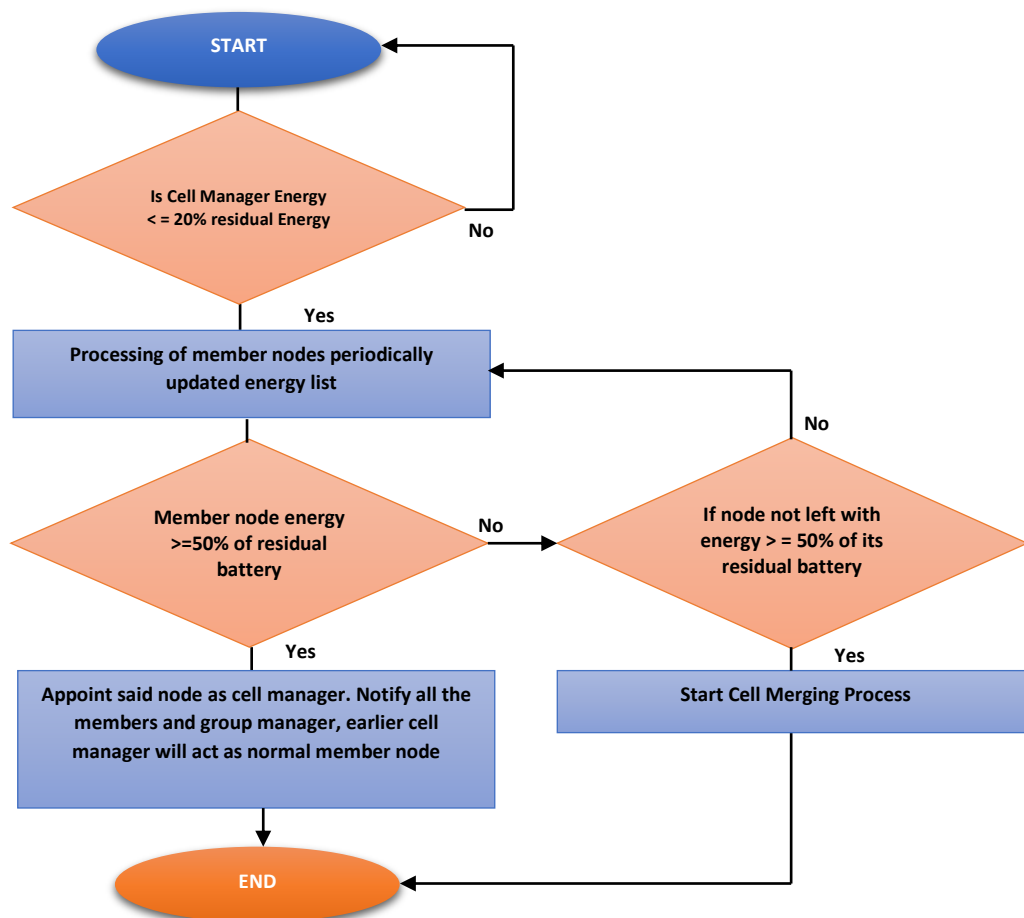 START
Is Cell Manager Energy
< = 20% residual Energy
No
Yes
Processing of member nodes periodically
updated energy list
No
Member node energy
>=50% of residual
battery
No
If node not left with
energy > = 50% of its
residual battery
Yes
Yes
Appoint said node as cell manager. Notify all the
members and group manager, earlier cell
manager will act as normal member node
Start Cell Merging Process
END